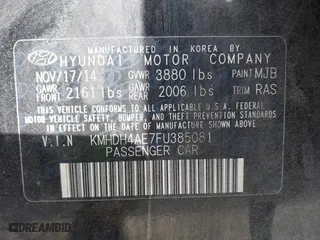 MANUFACTURED IN KOREA BY
HYUNDAI MOTOR COMPANY
NOV/17/14 GVWR 3880 lbs PAINT MJB
GAWR FRONT 2161 lbs GAWR REAR 2006 lbs TRIM RAS
THIS VEHICLE CONFORMS TO ALL APPLICABLE U.S.A. FEDERAL
MOTOR VEHICLE SAFETY, BUMPER, AND THEFT PREVENTION
STANDARDS IN EFFECT ON THE DATE OF MANUFACTURE SHOWN ABOVE.
V.I.N KMHDH4AE7FU385081
PASSENGER CAR